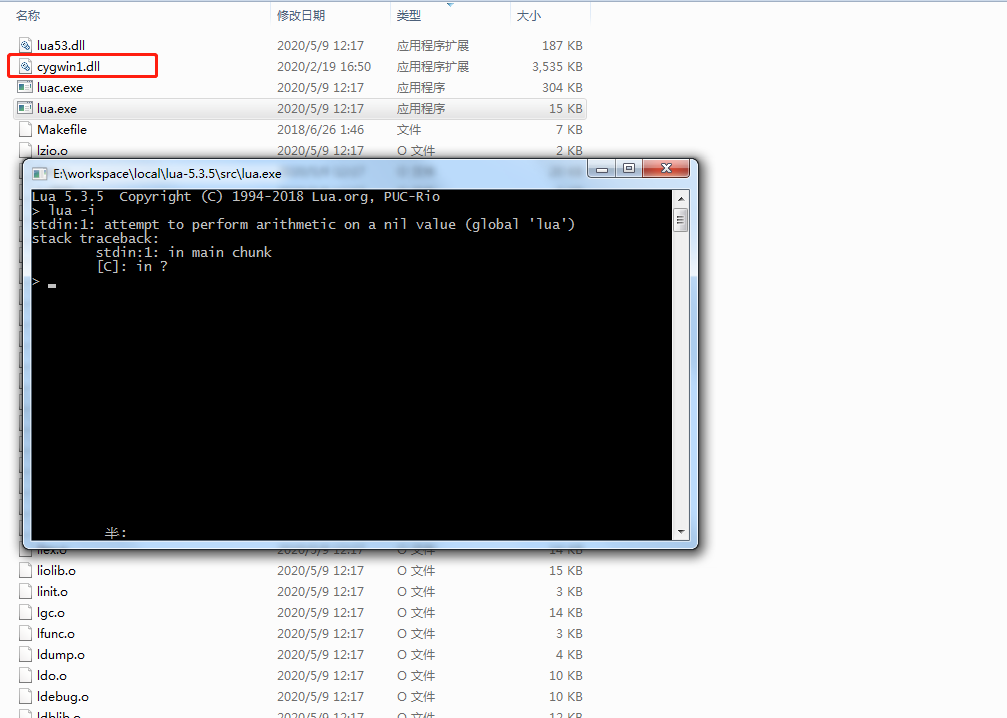 名称 修改日期 类型 大小
lua53.dll 2020/5/9 12:17 应用程序扩展 187 KB
cygwin1.dll 2020/2/19 16:50 应用程序扩展 3,535 KB
luac.exe 2020/5/9 12:17 应用程序 304 KB
lua.exe 2020/5/9 12:17 应用程序 15 KB
Makefile 2018/6/26 1:46 文件 7 KB
lzio.o 2020/5/9 12:17 O 文件 2 KB
E:\workspace\local\lua-5.3.5\src\lua.exe
Lua 5.3.5  Copyright (C) 1994-2018 Lua.org, PUC-Rio
> lua -i
stdin:1: attempt to perform arithmetic on a nil value (global 'lua')
stack traceback:
stdin:1: in main chunk
[C]: in ?
>
半:
llex.o 2020/5/9 12:17 O 文件 14 KB
liolib.o 2020/5/9 12:17 O 文件 15 KB
linit.o 2020/5/9 12:17 O 文件 3 KB
lgc.o 2020/5/9 12:17 O 文件 14 KB
lfunc.o 2020/5/9 12:17 O 文件 3 KB
ldump.o 2020/5/9 12:17 O 文件 4 KB
ldo.o 2020/5/9 12:17 O 文件 10 KB
ldebug.o 2020/5/9 12:17 O 文件 10 KB
ldblib.o 2020/5/9 12:17 O 文件 12 KB